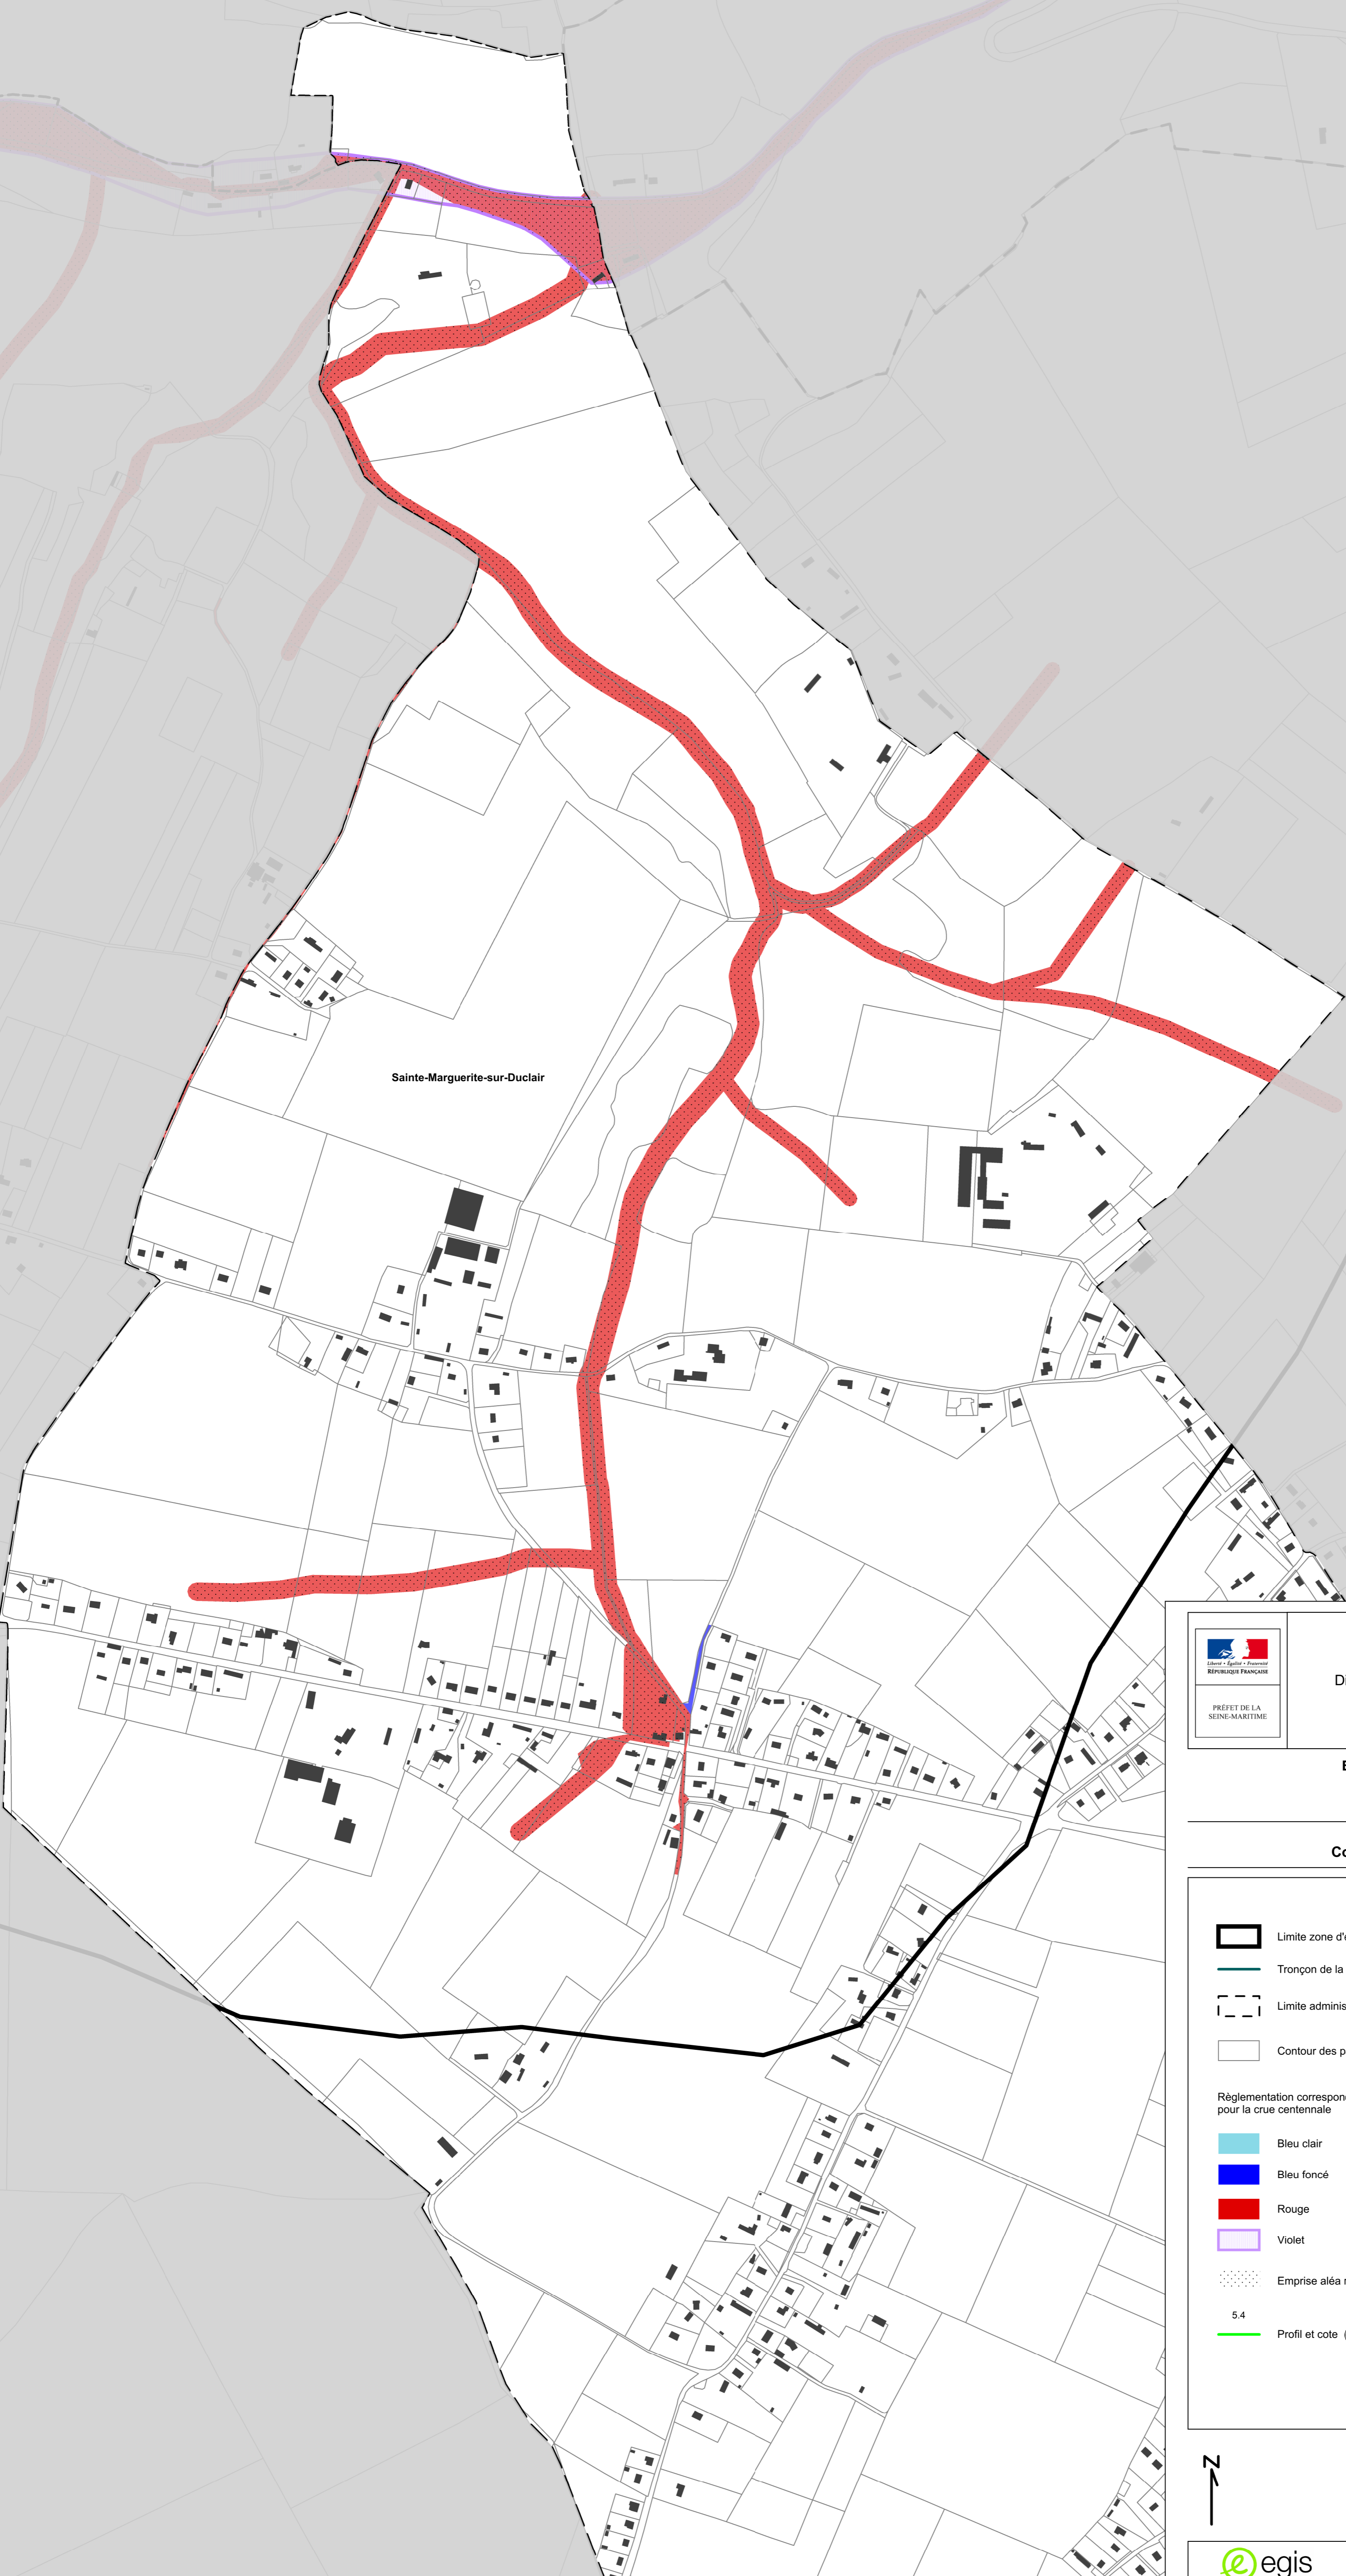 Sainte-Marguerite-sur-Duclair
Liberté • Égalité • Fraternité
RÉPUBLIQUE FRANÇAISE
PRÉFET DE LA
SEINE-MARITIME
Limite zone
Tronçon de la
Limite
Contour des
Règlementation
pour la crue centennale
Bleu clair
Bleu foncé
Rouge
Violet
Emprise aléa
5.4
Profil et cote (
N
egis